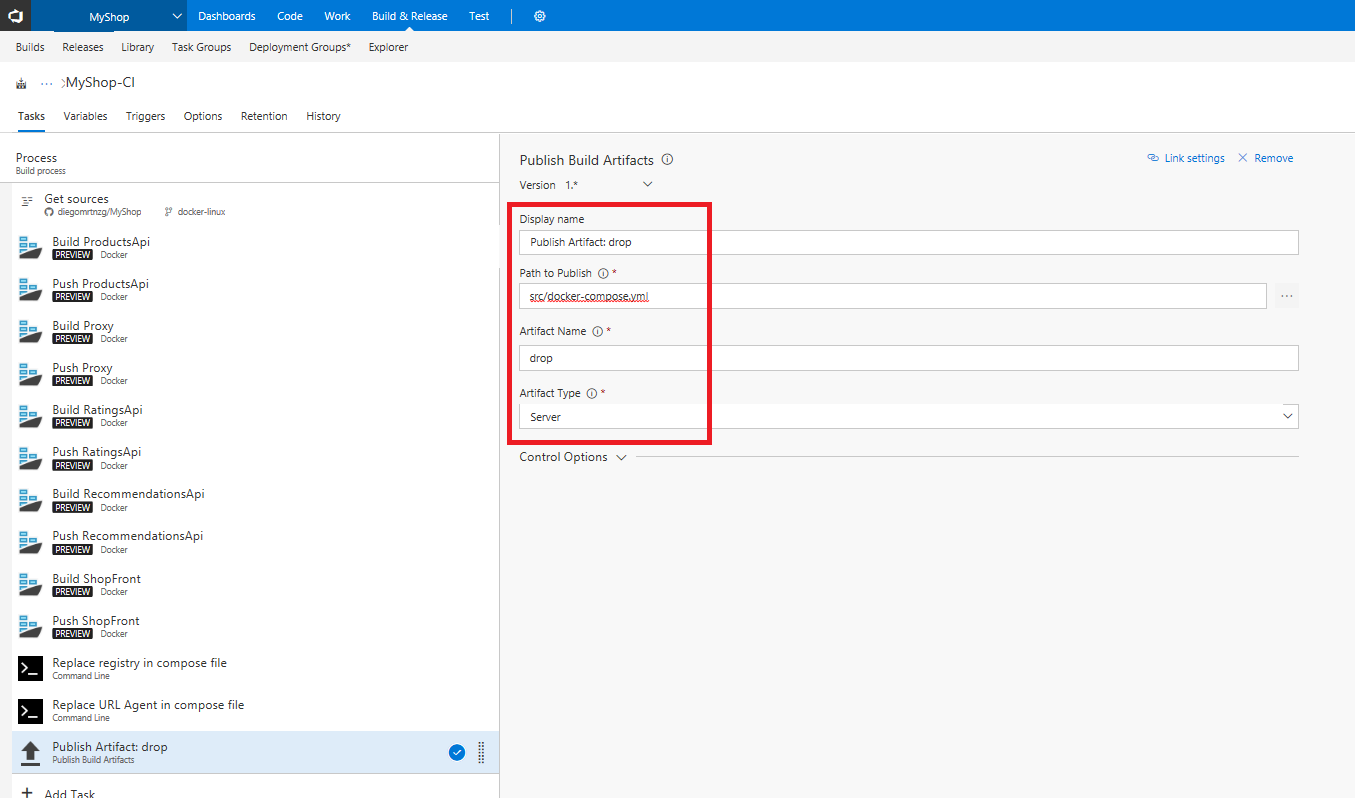 MyShop Dashboards Code Work Build & Release Test
Builds Releases Library Task Groups Deployment Groups* Explorer
... MyShop-CI
Tasks Variables Triggers Options Retention History
Process
Build process
Get sources
diegomrtnzg/MyShop docker-linux
Build ProductsApi
PREVIEW Docker
Push ProductsApi
PREVIEW Docker
Build Proxy
PREVIEW Docker
Push Proxy
PREVIEW Docker
Build RatingsApi
PREVIEW Docker
Push RatingsApi
PREVIEW Docker
Build RecommendationsApi
PREVIEW Docker
Push RecommendationsApi
PREVIEW Docker
Build ShopFront
PREVIEW Docker
Push ShopFront
PREVIEW Docker
Replace registry in compose file
Command Line
Replace URL Agent in compose file
Command Line
Publish Artifact: drop
Publish Build Artifacts
+ Add Task
Publish Build Artifacts
Link settings Remove
Version 1.*
Display name
Publish Artifact: drop
Path to Publish *
src/docker-compose.yml
...
Artifact Name *
drop
Artifact Type *
Server
Control Options